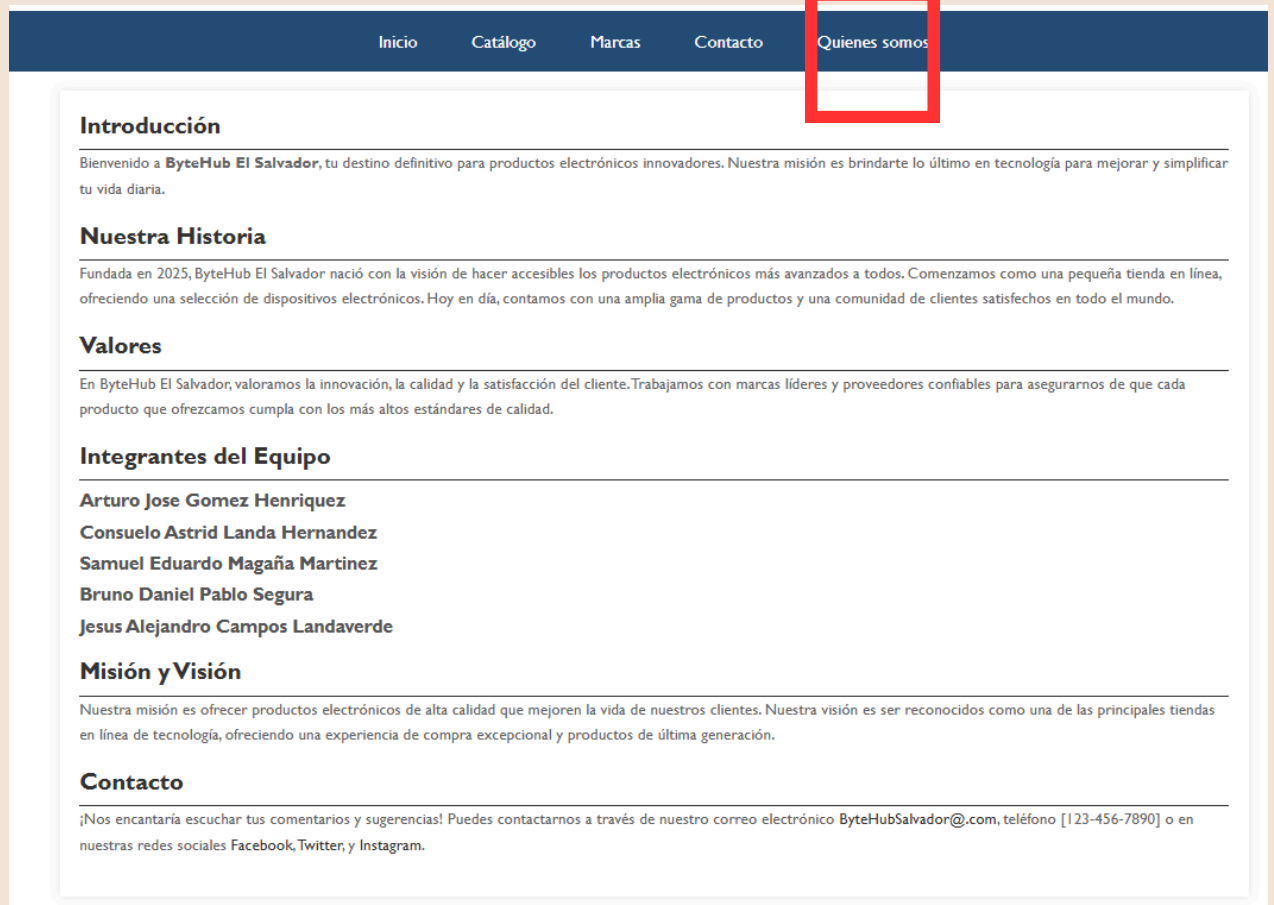 Inicio Catálogo Marcas Contacto Quienes somos
Introducción
Bienvenido a ByteHub El Salvador, tu destino definitivo para productos electrónicos innovadores. Nuestra misión es brindarte lo último en tecnología para mejorar y simplificar
tu vida diaria.
Nuestra Historia
Fundada en 2025, ByteHub El Salvador nació con la visión de hacer accesibles los productos electrónicos más avanzados a todos. Comenzamos como una pequeña tienda en línea,
ofreciendo una selección de dispositivos electrónicos. Hoy en día, contamos con una amplia gama de productos y una comunidad de clientes satisfechos en todo el mundo.
Valores
En ByteHub El Salvador, valoramos la innovación, la calidad y la satisfacción del cliente. Trabajamos con marcas líderes y proveedores confiables para asegurarnos de que cada
producto que ofrezcamos cumpla con los más altos estándares de calidad.
Integrantes del Equipo
Arturo Jose Gomez Henriquez
Consuelo Astrid Landa Hernandez
Samuel Eduardo Magaña Martinez
Bruno Daniel Pablo Segura
Jesus Alejandro Campos Landaverde
Misión y Visión
Nuestra misión es ofrecer productos electrónicos de alta calidad que mejoren la vida de nuestros clientes. Nuestra visión es ser reconocidos como una de las principales tiendas
en línea de tecnología, ofreciendo una experiencia de compra excepcional y productos de última generación.
Contacto
¡Nos encantaría escuchar tus comentarios y sugerencias! Puedes contactarnos a través de nuestro correo electrónico ByteHubSalvador@.com, teléfono [123-456-7890] o en
nuestras redes sociales Facebook, Twitter, y Instagram.